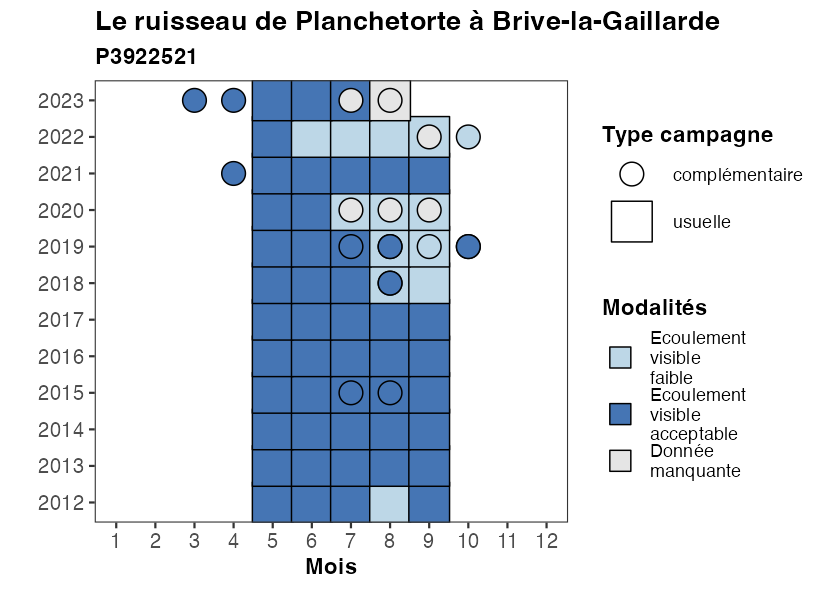 Le ruisseau de Planchetorte à Brive-la-Gaillarde
P3922521
2023
2022
2021
2020
2019
2018
2017
2016
2015
2014
2013
2012
1 2 3 4 5 6 7 8 9 10 11 12
Mois
Type campagne
complémentaire
usuelle
Modalités
Ecoulement
visible
faible
Ecoulement
visible
acceptable
Donnée
manquante